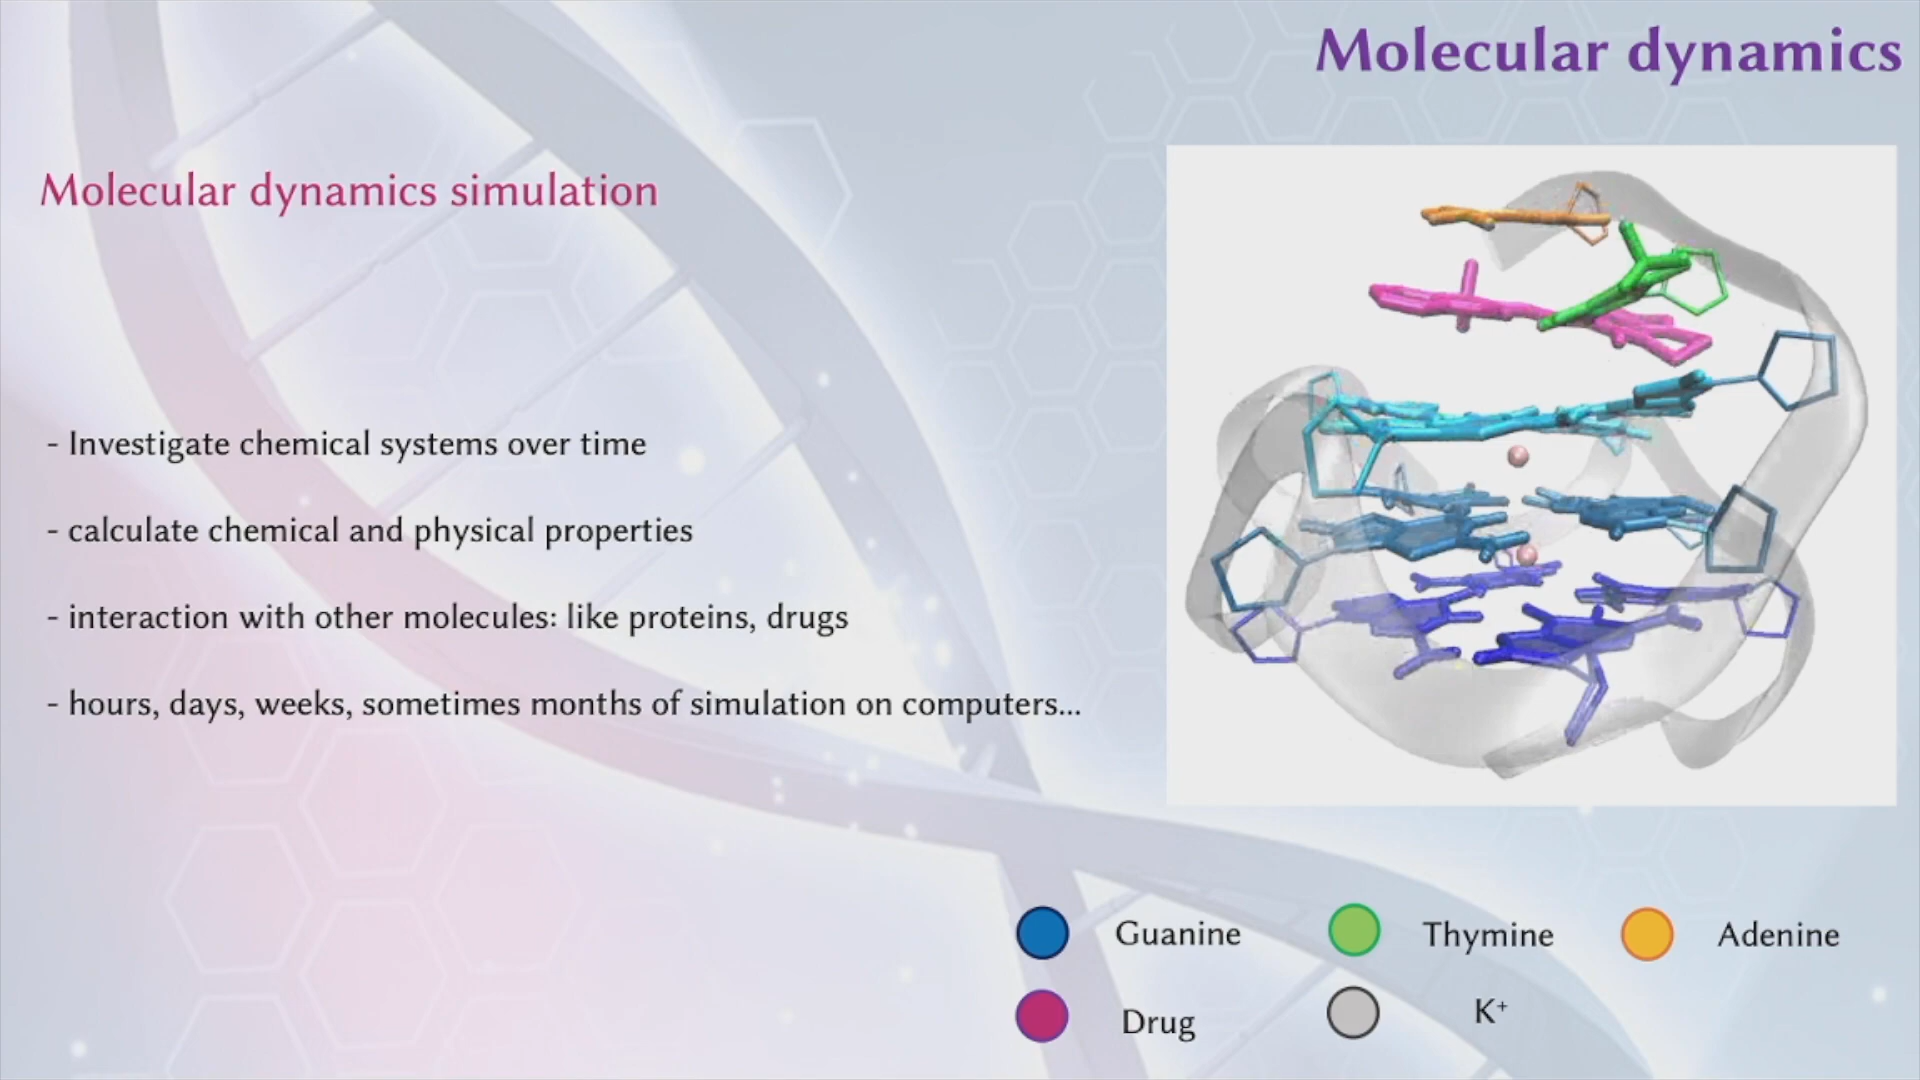 Molecular dynamics
Molecular dynamics simulation
- Investigate chemical systems over time
- calculate chemical and physical properties
- interaction with other molecules: like proteins, drugs
- hours, days, weeks, sometimes months of simulation on computers...
Guanine
Thymine
Adenine
Drug
K⁺